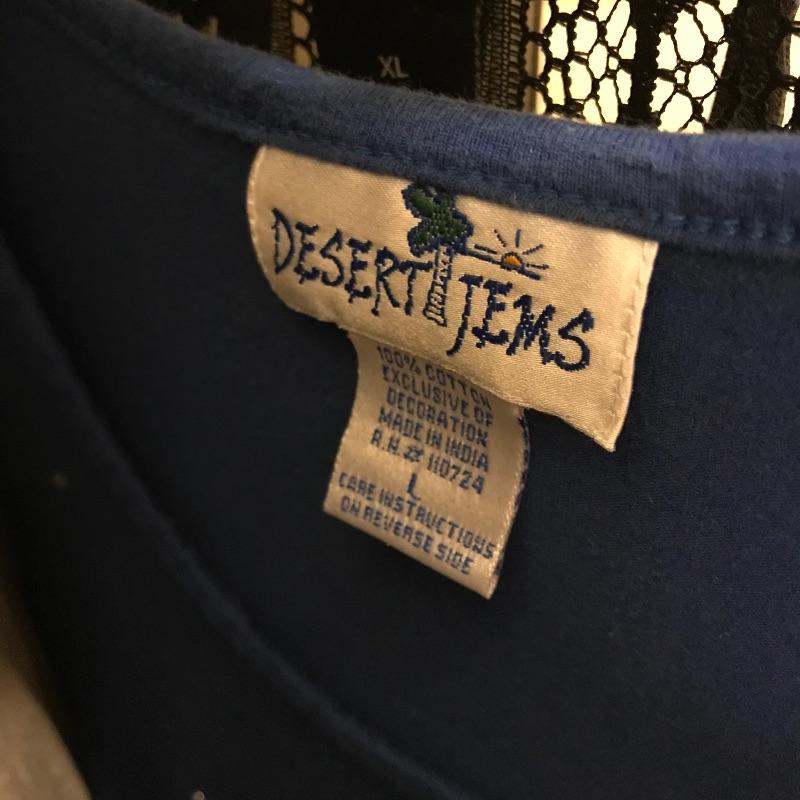 XL
DESERT JEMS
100% COTTON
EXCLUSIVE OF
DECORATION
MADE IN INDIA
R.N.# 110724
L
CARE INSTRUCTIONS
ON REVERSE SIDE